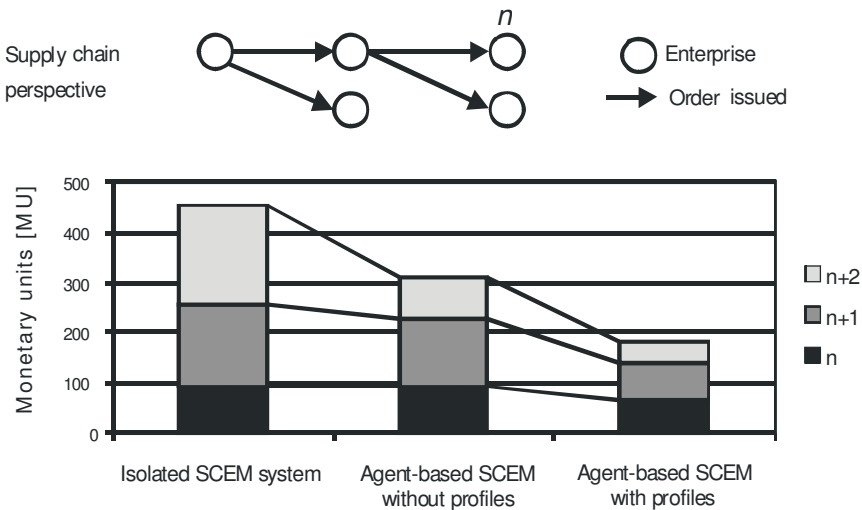 n
Supply chain
perspective
Enterprise
Order issued
Monetary units [MU]
500
400
300
200
100
0
n+2
n+1
n
Isolated SCEM system
Agent-based SCEM
without profiles
Agent-based SCEM
with profiles